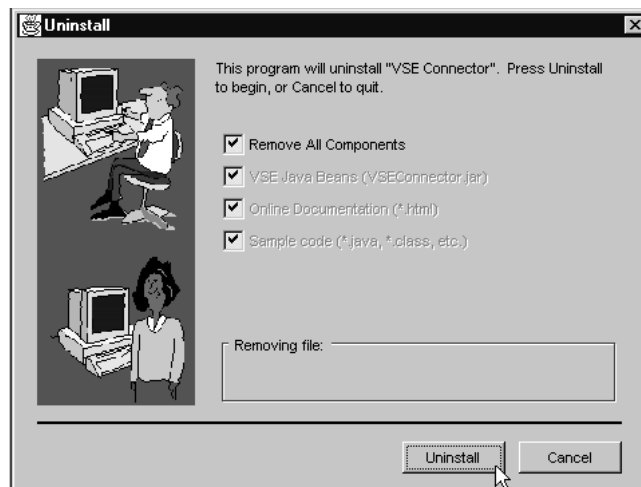 Uninstall
This program will uninstall "VSE Connector". Press Uninstall
to begin, or Cancel to quit.
Remove All Components
VSE Java Beans (VSEConnector.jar)
Online Documentation (*.html)
Sample code (*.java, *.class, etc.)
Removing file:
Uninstall
Cancel